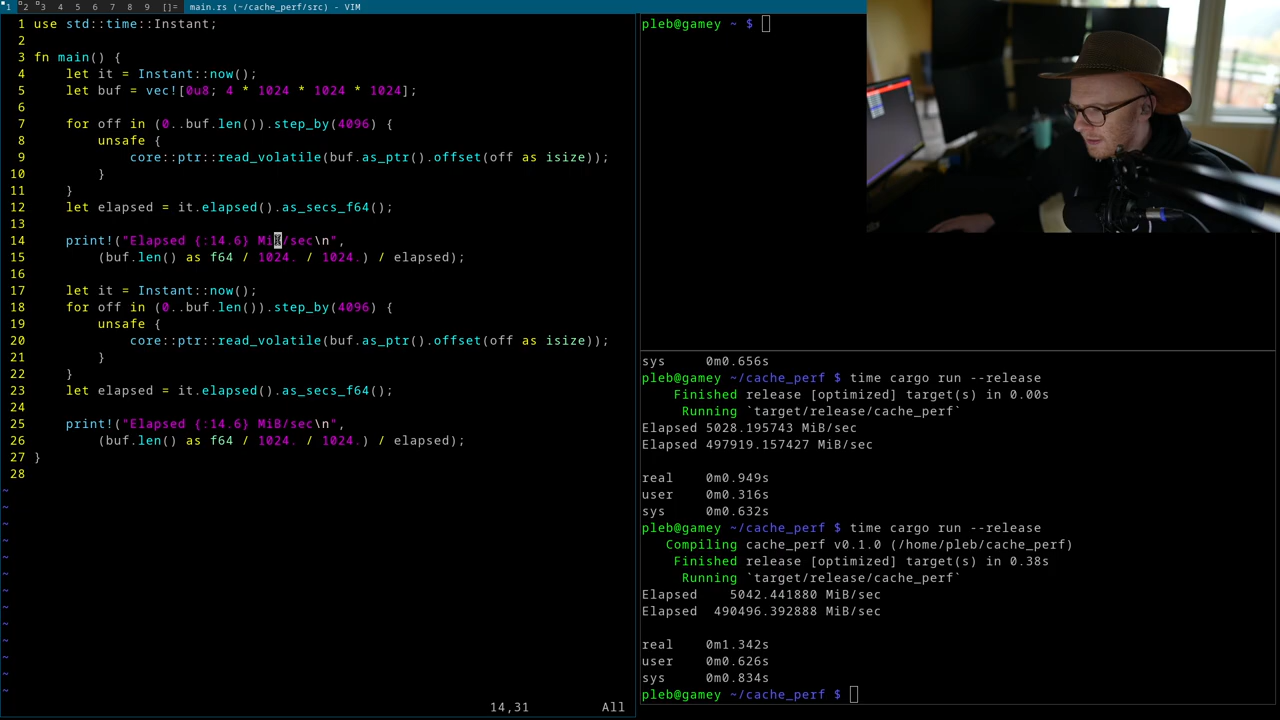 1 2 3 4 5 6 7 8 9 []= main.rs (~/cache_perf/src) - VIM
1 use std::time::Instant;
2
3 fn main() {
4     let it = Instant::now();
5     let buf = vec![0u8; 4 * 1024 * 1024 * 1024];
6
7     for off in (0..buf.len()).step_by(4096) {
8         unsafe {
9             core::ptr::read_volatile(buf.as_ptr().offset(off as isize));
10         }
11     }
12     let elapsed = it.elapsed().as_secs_f64();
13
14     print!("Elapsed {:14.6} MiB/sec\n",
15         (buf.len() as f64 / 1024. / 1024.) / elapsed);
16
17     let it = Instant::now();
18     for off in (0..buf.len()).step_by(4096) {
19         unsafe {
20             core::ptr::read_volatile(buf.as_ptr().offset(off as isize));
21         }
22     }
23     let elapsed = it.elapsed().as_secs_f64();
24
25     print!("Elapsed {:14.6} MiB/sec\n",
26         (buf.len() as f64 / 1024. / 1024.) / elapsed);
27 }
28
~
~
~
~
~
~
~
~
~
~
~
~
~
14,31 All
pleb@gamey ~ $
sys     0m0.656s
pleb@gamey ~/cache_perf $ time cargo run --release
    Finished release [optimized] target(s) in 0.00s
     Running `target/release/cache_perf`
Elapsed 5028.195743 MiB/sec
Elapsed 497919.157427 MiB/sec

real    0m0.949s
user    0m0.316s
sys     0m0.632s
pleb@gamey ~/cache_perf $ time cargo run --release
   Compiling cache_perf v0.1.0 (/home/pleb/cache_perf)
    Finished release [optimized] target(s) in 0.38s
     Running `target/release/cache_perf`
Elapsed    5042.441880 MiB/sec
Elapsed  490496.392888 MiB/sec

real    0m1.342s
user    0m0.626s
sys     0m0.834s
pleb@gamey ~/cache_perf $